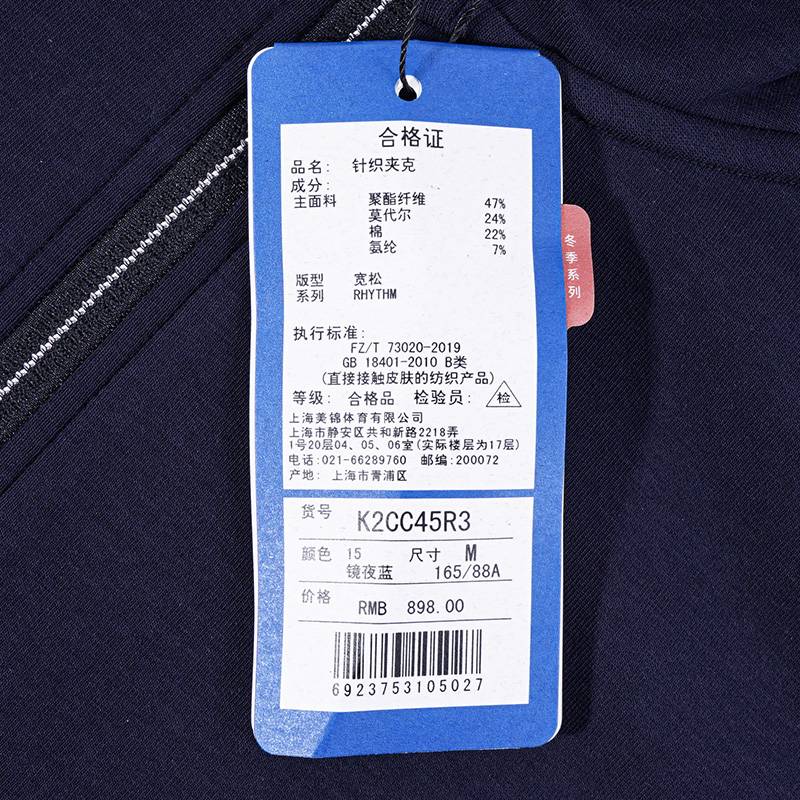 合格证
品名: 针织夹克
成分:
主面料 聚酯纤维 47%
莫代尔 24%
棉 22%
氨纶 7%
版型 宽松
系列 RHYTHM
执行标准:
FZ/T 73020-2019
GB 18401-2010 B类
(直接接触皮肤的纺织产品)
等级: 合格品 检验员: 检
上海美锦体育有限公司
上海市静安区共和新路2218弄
1号20层04、05、06室(实际楼层为17层)
电话:021-66289760 邮编:200072
产地: 上海市青浦区
货号 K2CC45R3
颜色 15 尺寸 M
镜夜蓝 165/88A
价格 RMB 898.00
6923753105027
冬季系列